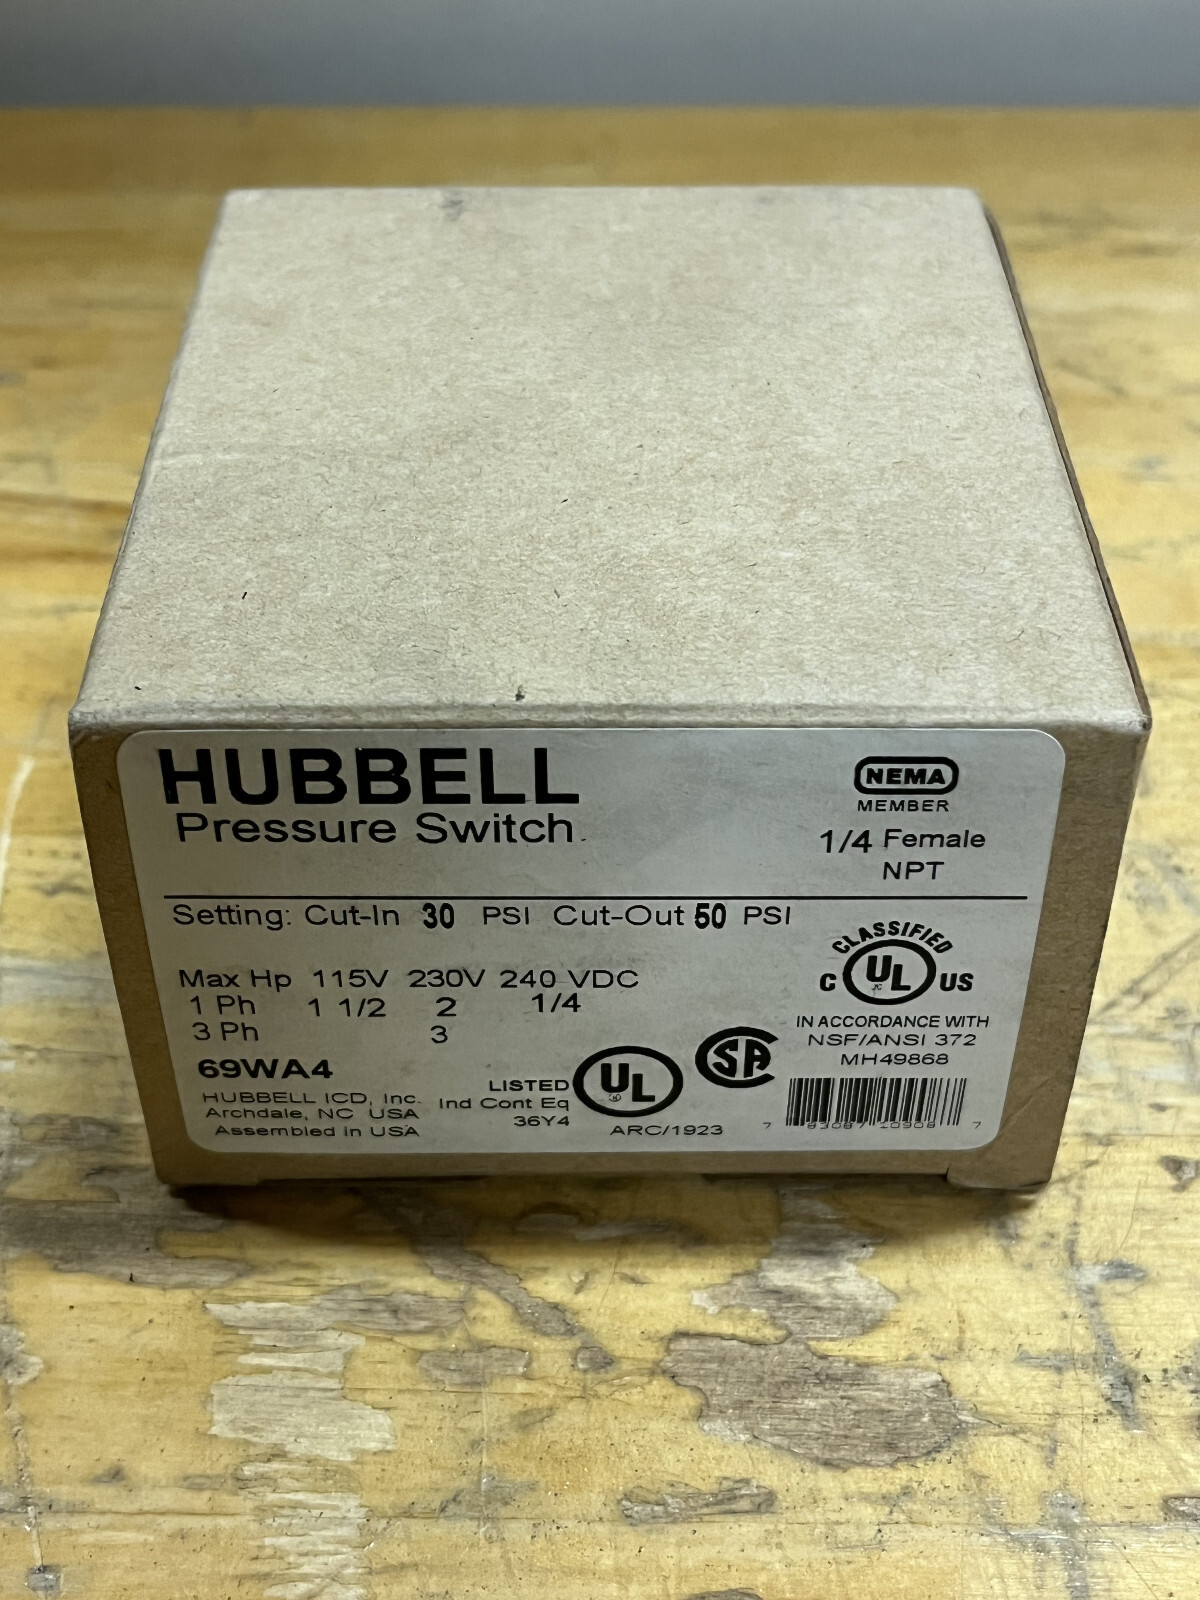 HUBBELL
Pressure Switch
NEMA
MEMBER
1/4 Female
NPT
Setting: Cut-In 30 PSI Cut-Out 50 PSI
Max Hp 115V 230V 240 VDC
1 Ph 1 1/2 2 1/4
3 Ph 3
69WA4
HUBBELL ICD, Inc.
Archdale, NC USA
Assembled in USA
LISTED
Ind Cont Eq
36Y4
UL
ARC/1923
SA
CLASSIFIED
C UL US
IN ACCORDANCE WITH
NSF/ANSI 372
MH49868